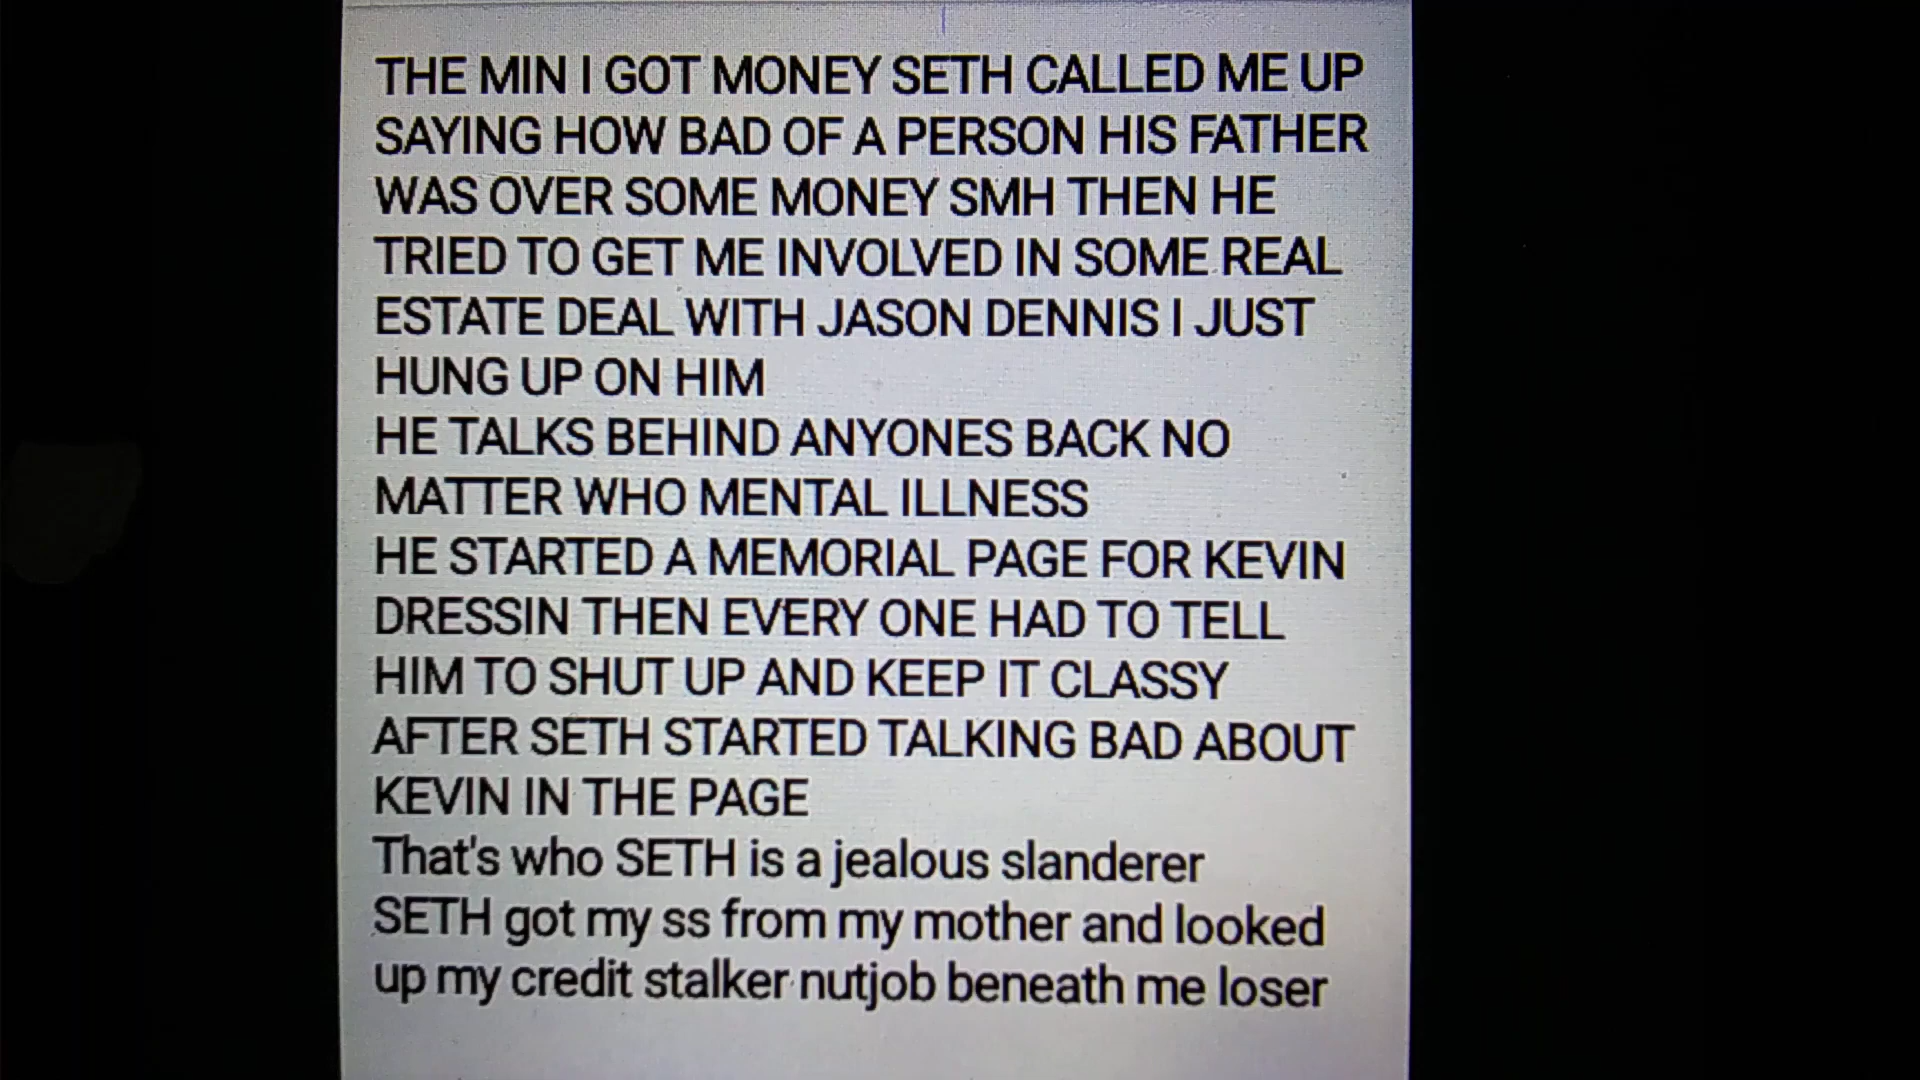 THE MIN I GOT MONEY SETH CALLED ME UP
SAYING HOW BAD OF A PERSON HIS FATHER
WAS OVER SOME MONEY SMH THEN HE
TRIED TO GET ME INVOLVED IN SOME REAL
ESTATE DEAL WITH JASON DENNIS I JUST
HUNG UP ON HIM
HE TALKS BEHIND ANYONES BACK NO
MATTER WHO MENTAL ILLNESS
HE STARTED A MEMORIAL PAGE FOR KEVIN
DRESSIN THEN EVERY ONE HAD TO TELL
HIM TO SHUT UP AND KEEP IT CLASSY
AFTER SETH STARTED TALKING BAD ABOUT
KEVIN IN THE PAGE
That's who SETH is a jealous slanderer
SETH got my ss from my mother and looked
up my credit stalker nutjob beneath me loser